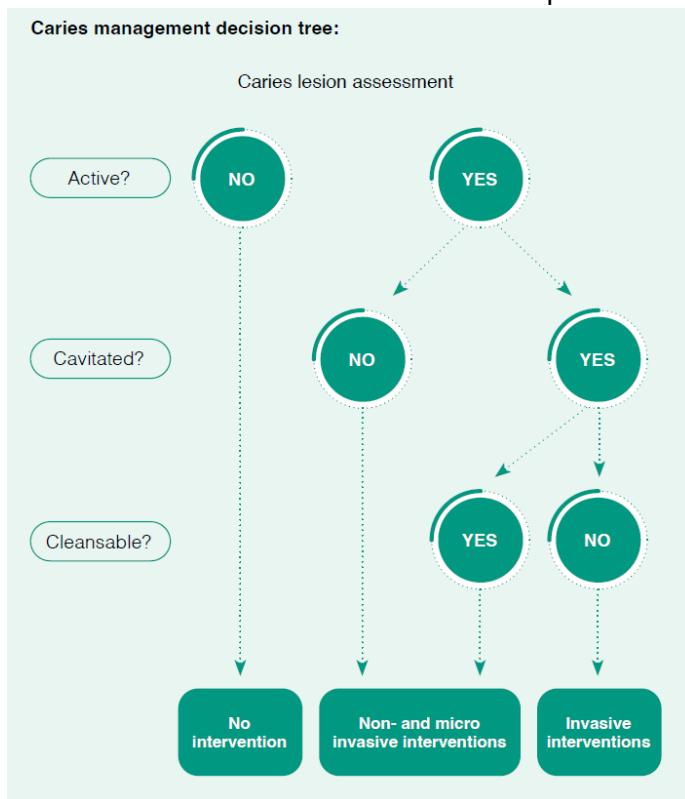 Caries management decision tree:
Caries lesion assessment
Active?
NO
YES
Cavitated?
NO
YES
Cleansable?
YES
NO
No
intervention
Non- and micro
invasive interventions
Invasive
interventions